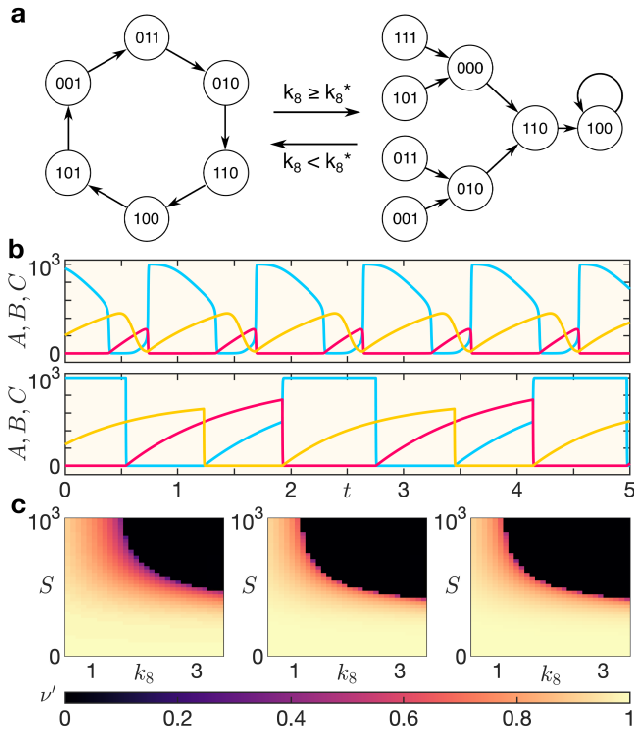 a
011
001 010
101 110
100
k₈ ≥ k₈*
k₈ < k₈*
111
101 000
110 100
011
010
001
b
10³
A, B, C
0
10³
A, B, C
0
0 1 2 t 3 4 5
c
10³ 10³ 10³
S S S
0 0 0
1 k₈ 3 1 k₈ 3 1 k₈ 3
ν′
0 0.2 0.4 0.6 0.8 1